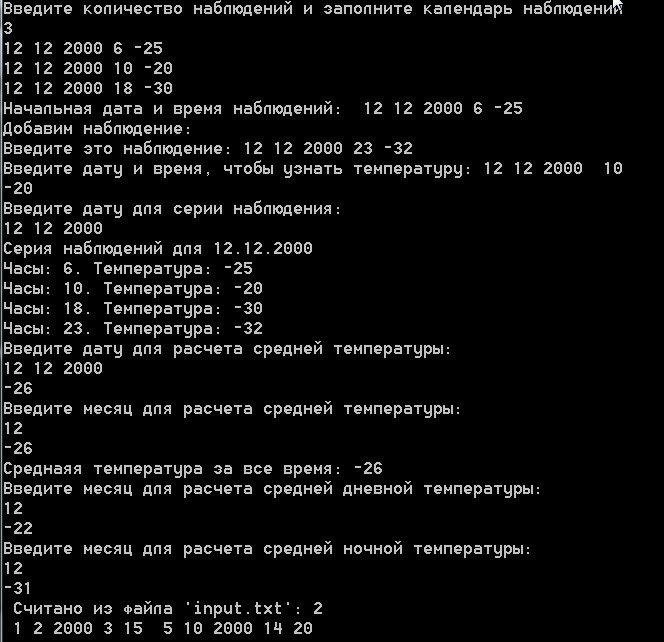 Введите количество наблюдений и заполните календарь наблюдений
3
12 12 2000 6 -25
12 12 2000 10 -20
12 12 2000 18 -30
Начальная дата и время наблюдений:  12 12 2000 6 -25
Добавим наблюдение:
Введите это наблюдение: 12 12 2000 23 -32
Введите дату и время, чтобы узнать температуру: 12 12 2000  10
-20
Введите дату для серии наблюдения:
12 12 2000
Серия наблюдений для 12.12.2000
Часы: 6. Температура: -25
Часы: 10. Температура: -20
Часы: 18. Температура: -30
Часы: 23. Температура: -32
Введите дату для расчета средней температуры:
12 12 2000
-26
Введите месяц для расчета средней температуры:
12
-26
Среднаяя температура за все время: -26
Введите месяц для расчета средней дневной температуры:
12
-22
Введите месяц для расчета средней ночной температуры:
12
-31
Считано из файла 'input.txt': 2
1 2 2000 3 15  5 10 2000 14 20